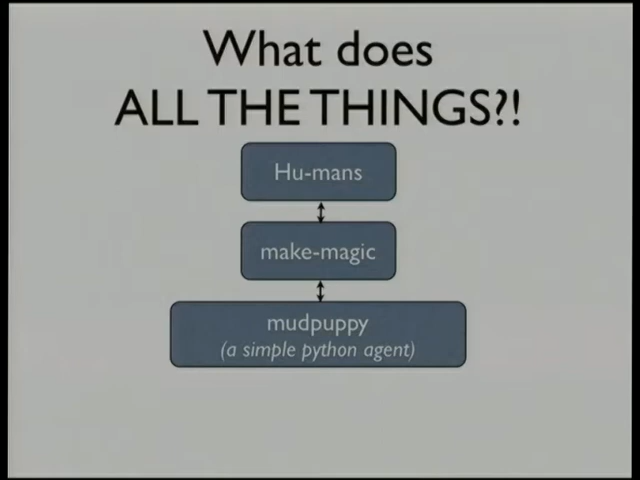 What does
ALL THE THINGS?!
Hu-mans
make-magic
mudpuppy
(a simple python agent)